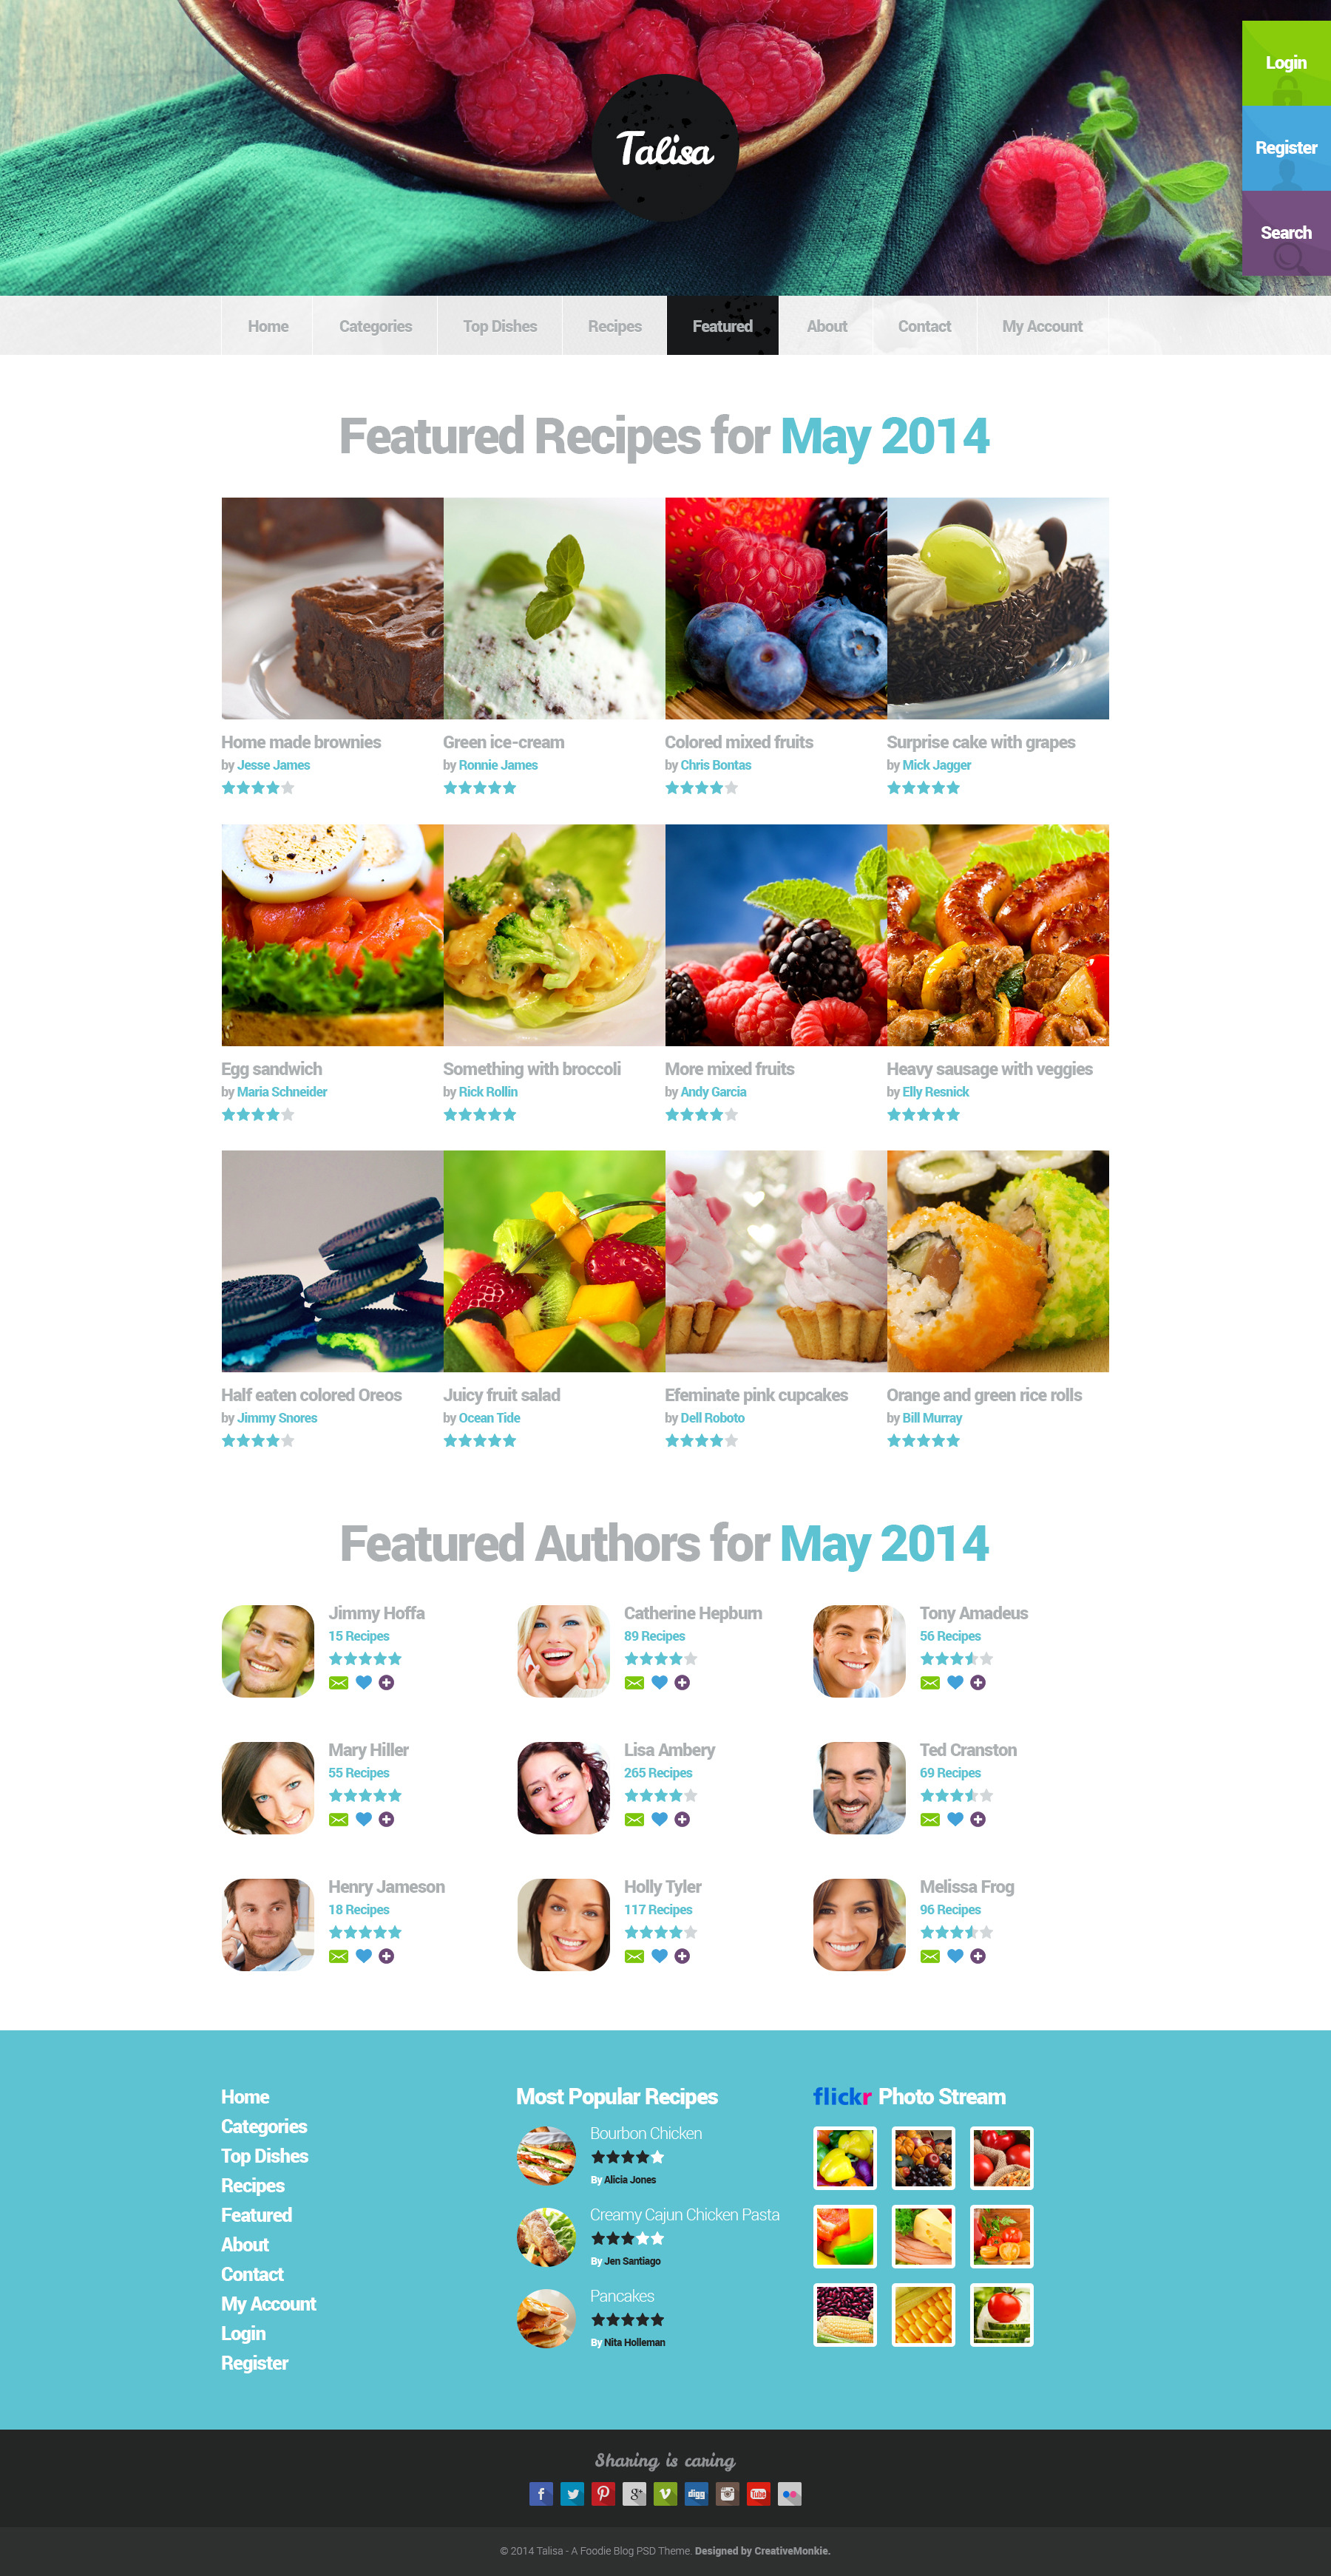 Talisa
Login
Register
Search
Home Categories Top Dishes Recipes Featured About Contact My Account
Featured Recipes for May 2014
Home made brownies
by Jesse James
Green ice-cream
by Ronnie James
Colored mixed fruits
by Chris Bontas
Surprise cake with grapes
by Mick Jagger
Egg sandwich
by Maria Schneider
Something with broccoli
by Rick Rollin
More mixed fruits
by Andy Garcia
Heavy sausage with veggies
by Elly Resnick
Half eaten colored Oreos
by Jimmy Snores
Juicy fruit salad
by Ocean Tide
Efeminate pink cupcakes
by Dell Roboto
Orange and green rice rolls
by Bill Murray
Featured Authors for May 2014
Jimmy Hoffa
15 Recipes
Catherine Hepburn
89 Recipes
Tony Amadeus
56 Recipes
Mary Hiller
55 Recipes
Lisa Ambery
265 Recipes
Ted Cranston
69 Recipes
Henry Jameson
18 Recipes
Holly Tyler
117 Recipes
Melissa Frog
96 Recipes
Home
Categories
Top Dishes
Recipes
Featured
About
Contact
My Account
Login
Register
Most Popular Recipes
Bourbon Chicken
By Alicia Jones
Creamy Cajun Chicken Pasta
By Jen Santiago
Pancakes
By Nita Holleman
flickr Photo Stream
Sharing is caring
f g+ v digg You Tube
© 2014 Talisa - A Foodie Blog PSD Theme. Designed by CreativeMonkie.